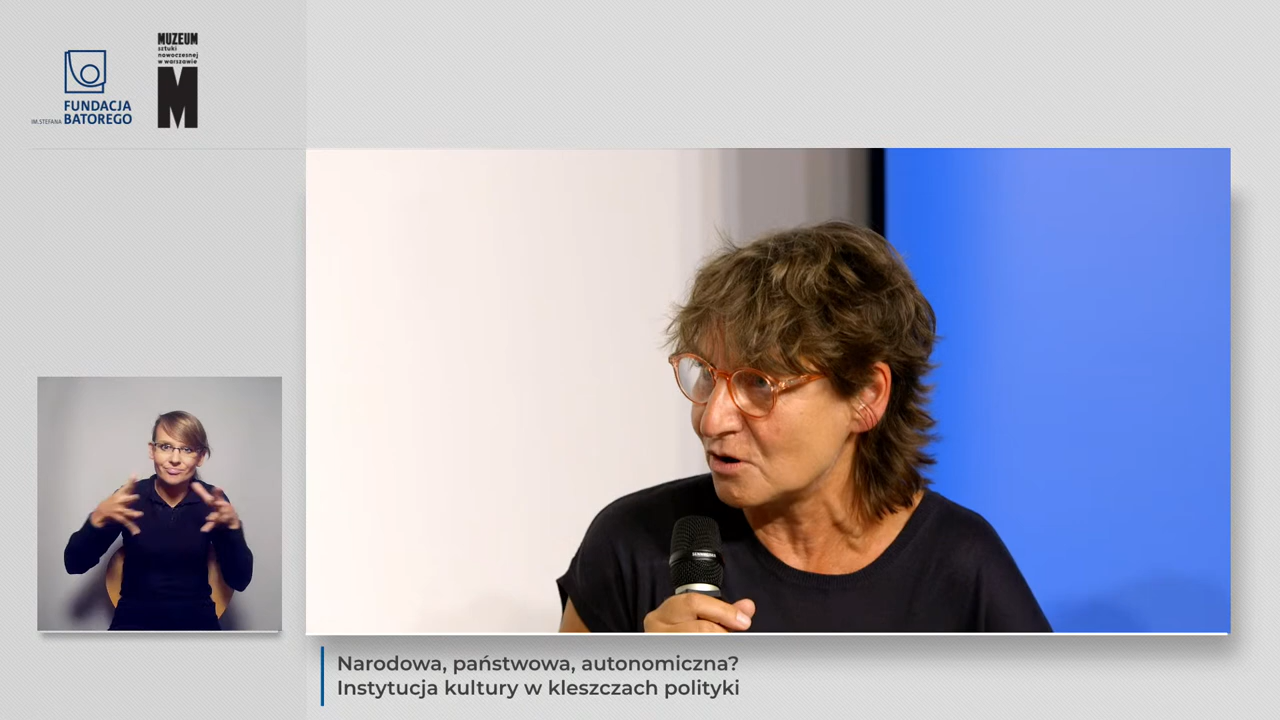 MUZEUM
sztuki
nowoczesnej
w warszawie
M
FUNDACJA
IM. STEFANA BATOREGO
Narodowa, państwowa, autonomiczna?
Instytucja kultury w kleszczach polityki